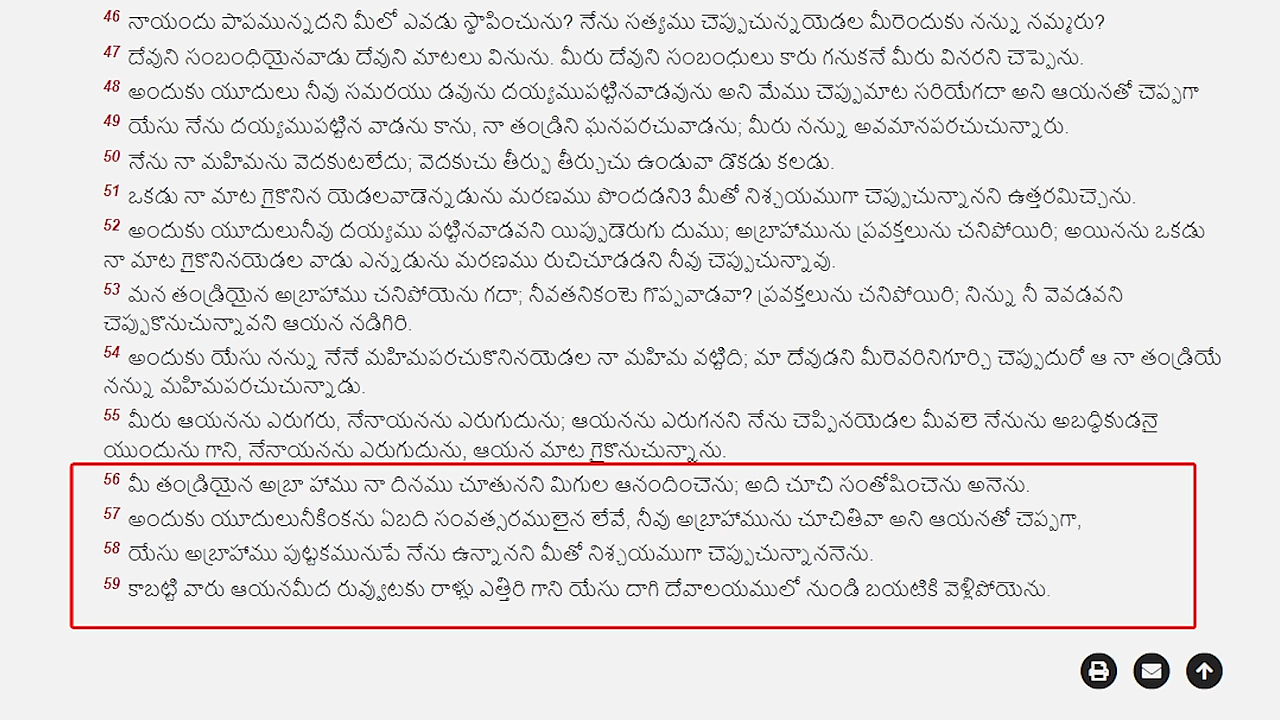 46 నాయందు పాపమున్నదని మీలో ఎవడు స్థాపించును? నేను సత్యము చెప్పుచున్నయెడల మీరెందుకు నన్ను నమ్మరు?
47 దేవుని సంబంధియైనవాడు దేవుని మాటలు వినును. మీరు దేవుని సంబంధులు కారు గనుకనే మీరు వినరని చెప్పెను.
48 అందుకు యూదులు నీవు సమరయు డవును దయ్యముపట్టినవాడవును అని మేము చెప్పుమాట సరియేగదా అని ఆయనతో చెప్పగా
49 యేసు నేను దయ్యముపట్టిన వాడను కాను, నా తండ్రిని ఘనపరచువాడను; మీరు నన్ను అవమానపరచుచున్నారు.
50 నేను నా మహిమను వెదకుటలేదు; వెదకుచు తీర్పు తీర్చుచు ఉండువా డొకడు కలడు.
51 ఒకడు నా మాట గైకొనిన యెడలవాడెన్నడును మరణము పొందడని3 మీతో నిశ్చయముగా చెప్పుచున్నానని ఉత్తరమిచ్చెను.
52 అందుకు యూదులునీవు దయ్యము పట్టినవాడవని యిప్పుడెరుగు దుము; అబ్రాహామును ప్రవక్తలును చనిపోయిరి; అయినను ఒకడు
నా మాట గైకొనినయెడల వాడు ఎన్నడును మరణము రుచిచూడడని నీవు చెప్పుచున్నావు.
53 మన తండ్రియైన అబ్రాహాము చనిపోయెను గదా; నీవతనికంటె గొప్పవాడవా? ప్రవక్తలును చనిపోయిరి; నిన్ను నీ వెవడవని
చెప్పుకొనుచున్నావని ఆయన నడిగిరి.
54 అందుకు యేసు నన్ను నేనే మహిమపరచుకొనినయెడల నా మహిమ వట్టిది; మా దేవుడని మీరెవరినిగూర్చి చెప్పుదురో ఆ నా తండ్రియే
నన్ను మహిమపరచుచున్నాడు.
55 మీరు ఆయనను ఎరుగరు, నేనాయనను ఎరుగుదును; ఆయనను ఎరుగనని నేను చెప్పినయెడల మీవలె నేనును అబద్ధికుడనై
యుందును గాని, నేనాయనను ఎరుగుదును, ఆయన మాట గైకొనుచున్నాను.
56 మీ తండ్రియైన అబ్రా హాము నా దినము చూతునని మిగుల ఆనందించెను; అది చూచి సంతోషించెను అనెను.
57 అందుకు యూదులునీకింకను ఏబది సంవత్సరములైన లేవే, నీవు అబ్రాహామును చూచితివా అని ఆయనతో చెప్పగా,
58 యేసు అబ్రాహాము పుట్టకమునుపే నేను ఉన్నానని మీతో నిశ్చయముగా చెప్పుచున్నాననెను.
59 కాబట్టి వారు ఆయనమీద రువ్వుటకు రాళ్లు ఎత్తిరి గాని యేసు దాగి దేవాలయములో నుండి బయటికి వెళ్లిపోయెను.